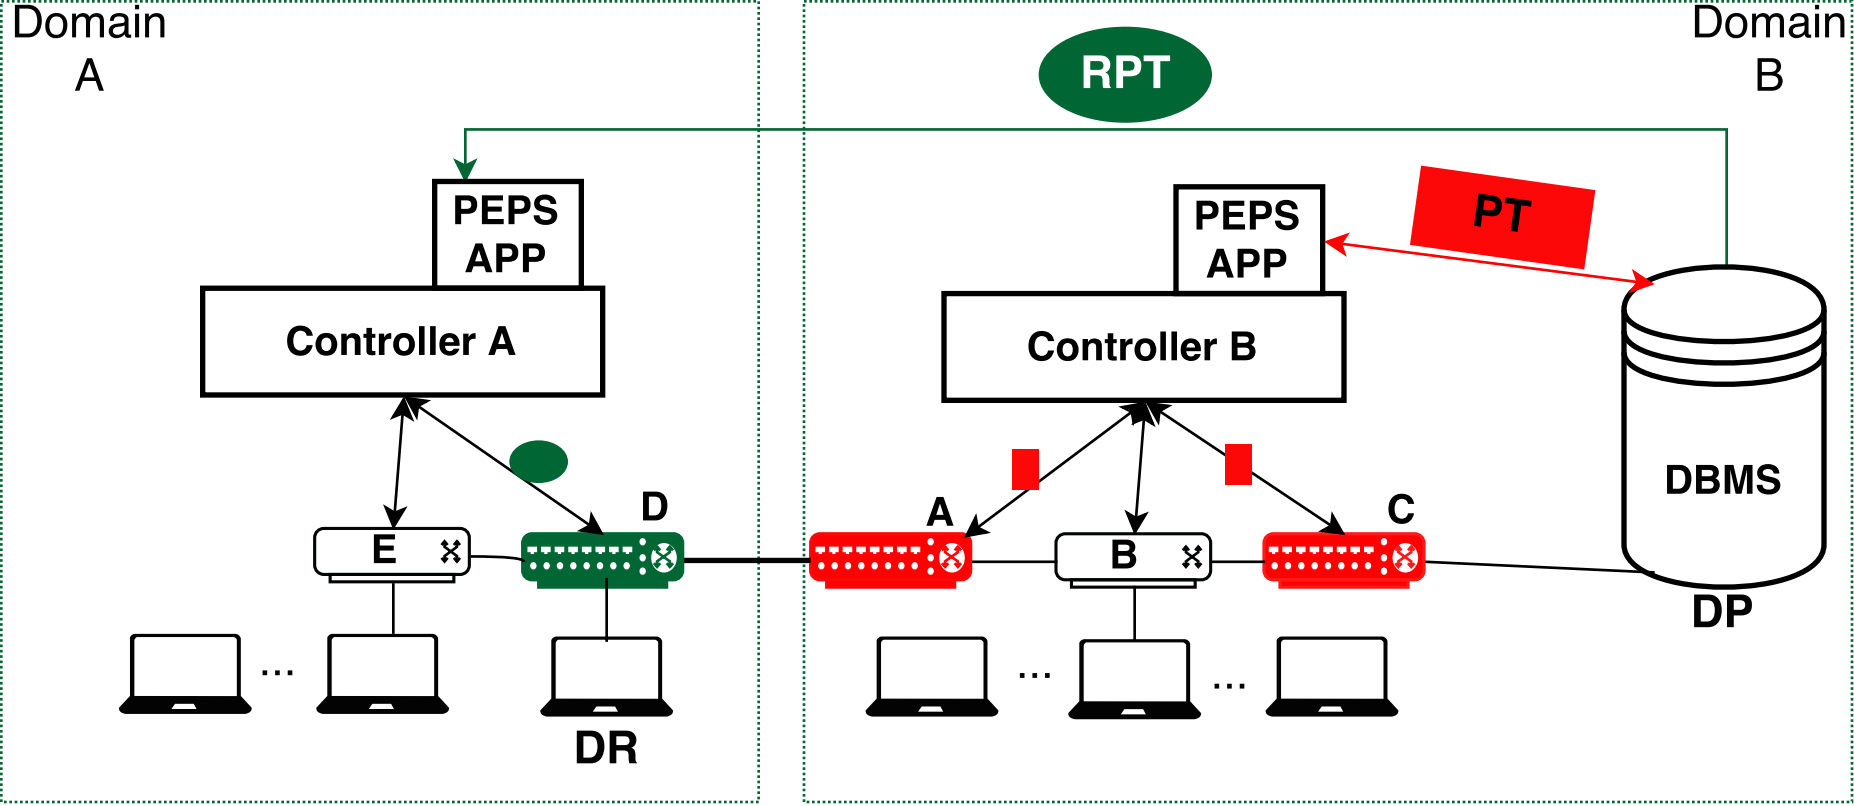 Domain
A
Domain
B
RPT
PEPS
APP
PEPS
APP
PT
Controller A
Controller B
DBMS
D
A
C
E
B
DP
...
...
...
DR